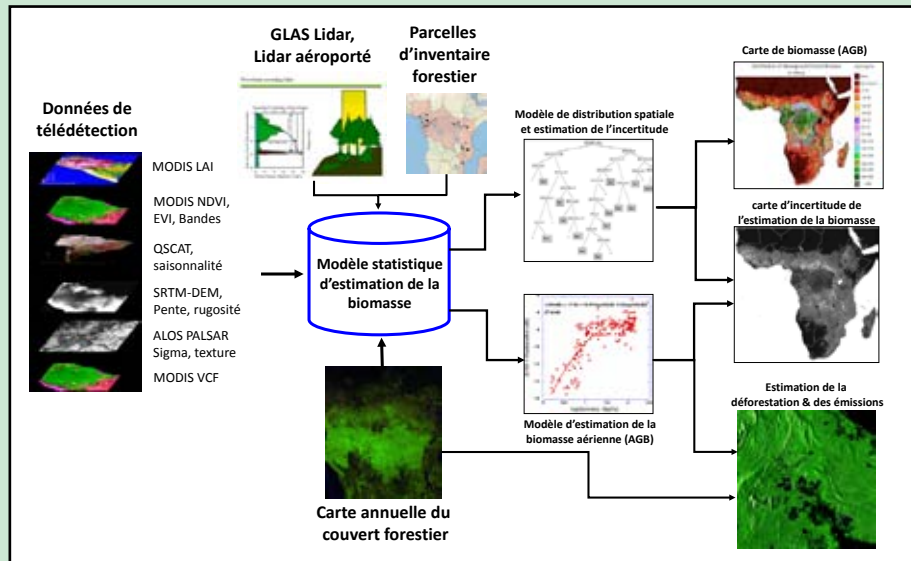 GLAS Lidar,
Lidar aéroporté
Parcelles
d’inventaire
forestier
Données de
télédétection
MODIS LAI
MODIS NDVI,
EVI, Bandes
QSCAT,
saisonnalité
SRTM-DEM,
Pente, rugosité
ALOS PALSAR
Sigma, texture
MODIS VCF
Modèle statistique
d’estimation de la
biomasse
Carte annuelle du
couvert forestier
Modèle de distribution spatiale
et estimation de l’incertitude
Modèle d’estimation de la
biomasse aérienne (AGB)
Carte de biomasse (AGB)
carte d’incertitude de
l’estimation de la biomasse
Estimation de la
déforestation & des émissions